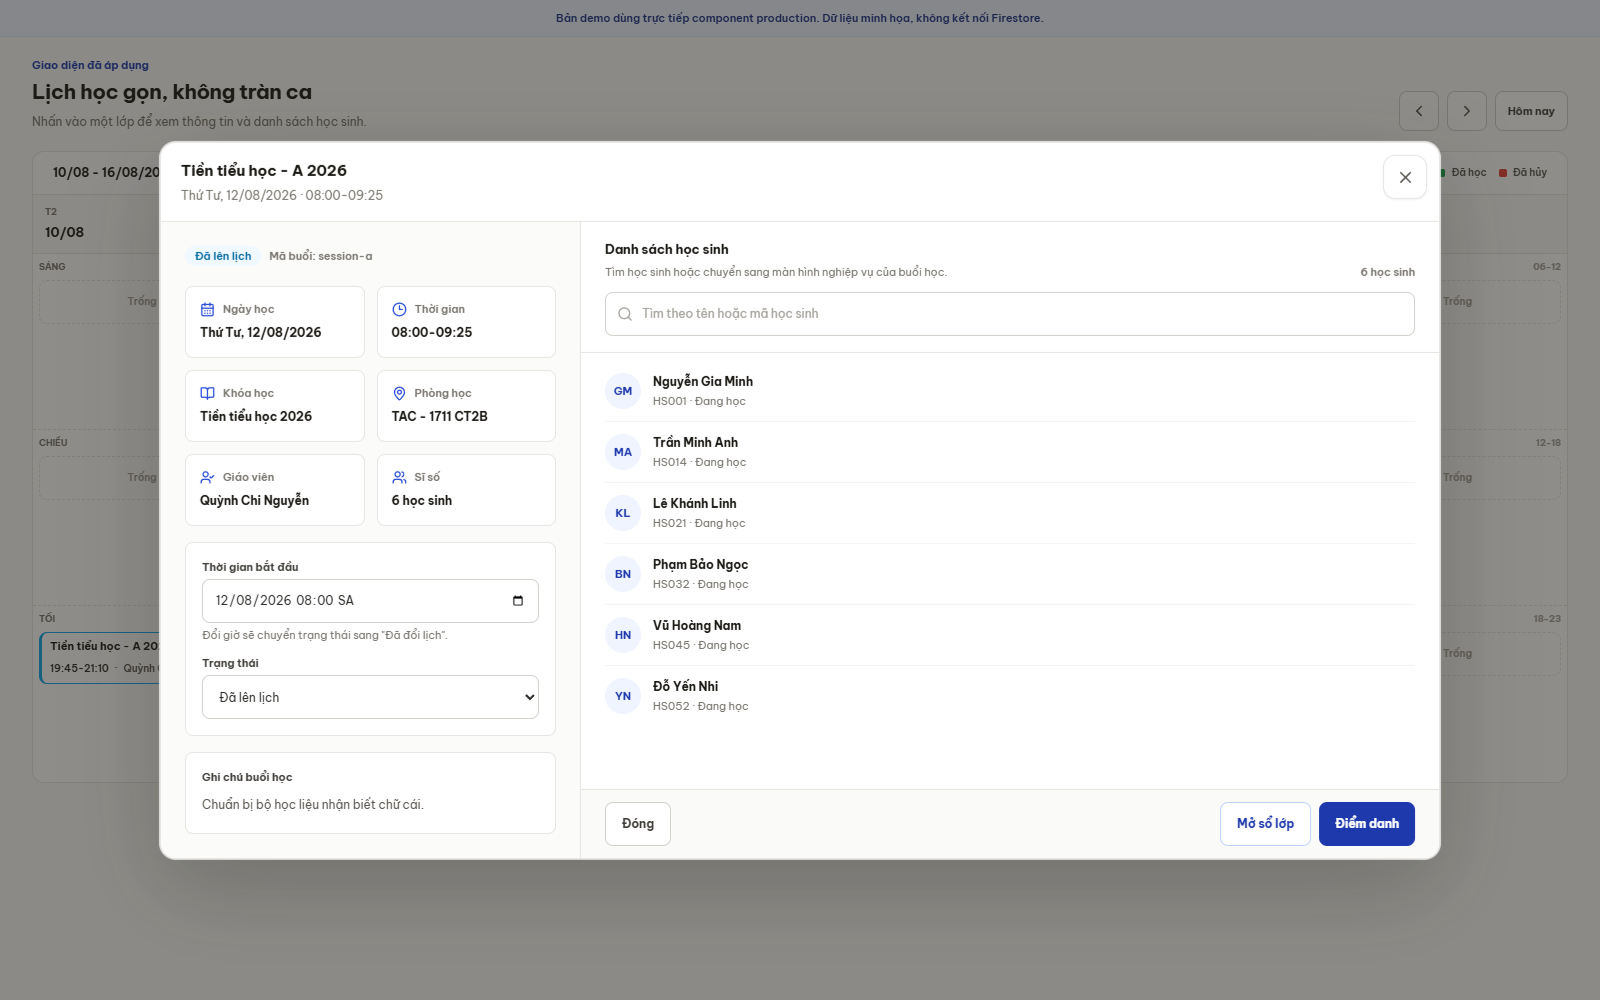 Bản demo dùng trực tiếp component production. Dữ liệu minh họa, không kết nối Firestore.
Giao diện đã áp dụng
Lịch học gọn, không tràn ca
Nhấn vào một lớp để xem thông tin và danh sách học sinh.
Hôm nay
10/08 - 16/08/20
Đã học
Đã hủy
T2
10/08
SÁNG
06-12
Trống
Trống
CHIỀU
12-18
Trống
Trống
TỐI
18-23
Tiền tiểu học - A 20
19:45-21:10 · Quỳnh
Trống
Tiền tiểu học - A 2026
Thứ Tư, 12/08/2026 · 08:00-09:25
Đã lên lịch
Mã buổi: session-a
Ngày học
Thứ Tư, 12/08/2026
Thời gian
08:00-09:25
Khóa học
Tiền tiểu học 2026
Phòng học
TAC - 1711 CT2B
Giáo viên
Quỳnh Chi Nguyễn
Sĩ số
6 học sinh
Thời gian bắt đầu
12/08/2026 08:00 SA
Đổi giờ sẽ chuyển trạng thái sang "Đã đổi lịch".
Trạng thái
Đã lên lịch
Ghi chú buổi học
Chuẩn bị bộ học liệu nhận biết chữ cái.
Danh sách học sinh
Tìm học sinh hoặc chuyển sang màn hình nghiệp vụ của buổi học.
6 học sinh
Tìm theo tên hoặc mã học sinh
GM
Nguyễn Gia Minh
HS001 · Đang học
MA
Trần Minh Anh
HS014 · Đang học
KL
Lê Khánh Linh
HS021 · Đang học
BN
Phạm Bảo Ngọc
HS032 · Đang học
HN
Vũ Hoàng Nam
HS045 · Đang học
YN
Đỗ Yến Nhi
HS052 · Đang học
Đóng
Mở sổ lớp
Điểm danh